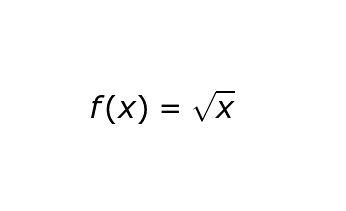 f(x) = √x